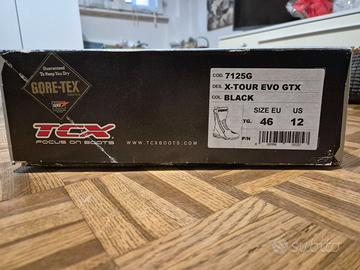 Guaranteed
To Keep You Dry
GORE-TEX
TCX
FOCUS ON BOOTS
WWW.TCXBOOTS.COM
COD. 7125G
DES. X-TOUR EVO GTX
COL. BLACK
SIZE EU US
TG. 46 12
P/N
subito